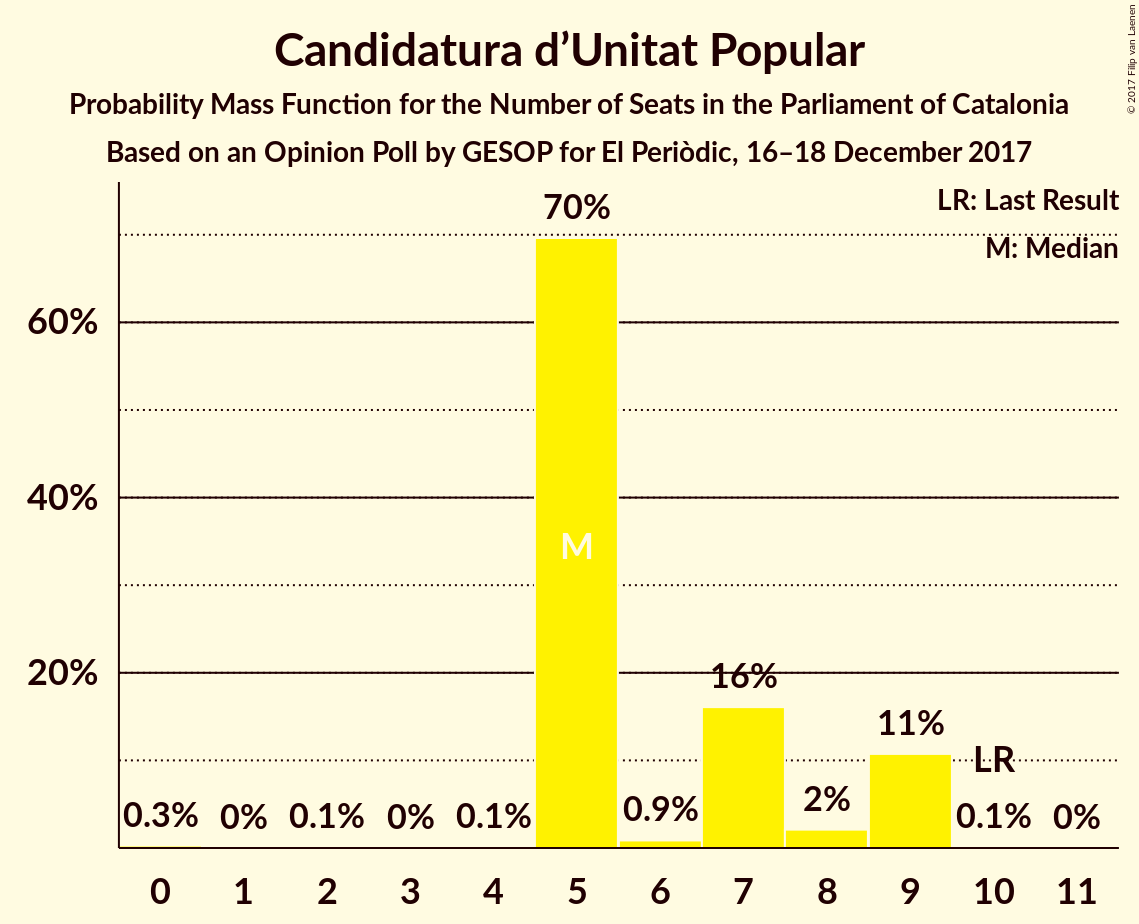 Candidatura d’Unitat Popular
Probability Mass Function for the Number of Seats in the Parliament of Catalonia
Based on an Opinion Poll by GESOP for El Periòdic, 16–18 December 2017
© 2017 Filip van Laenen
LR: Last Result
M: Median
60%
40%
20%
0.3%
0%
0.1%
0%
0.1%
70%
M
0.9%
16%
2%
11%
LR
0.1%
0%
0 1 2 3 4 5 6 7 8 9 10 11